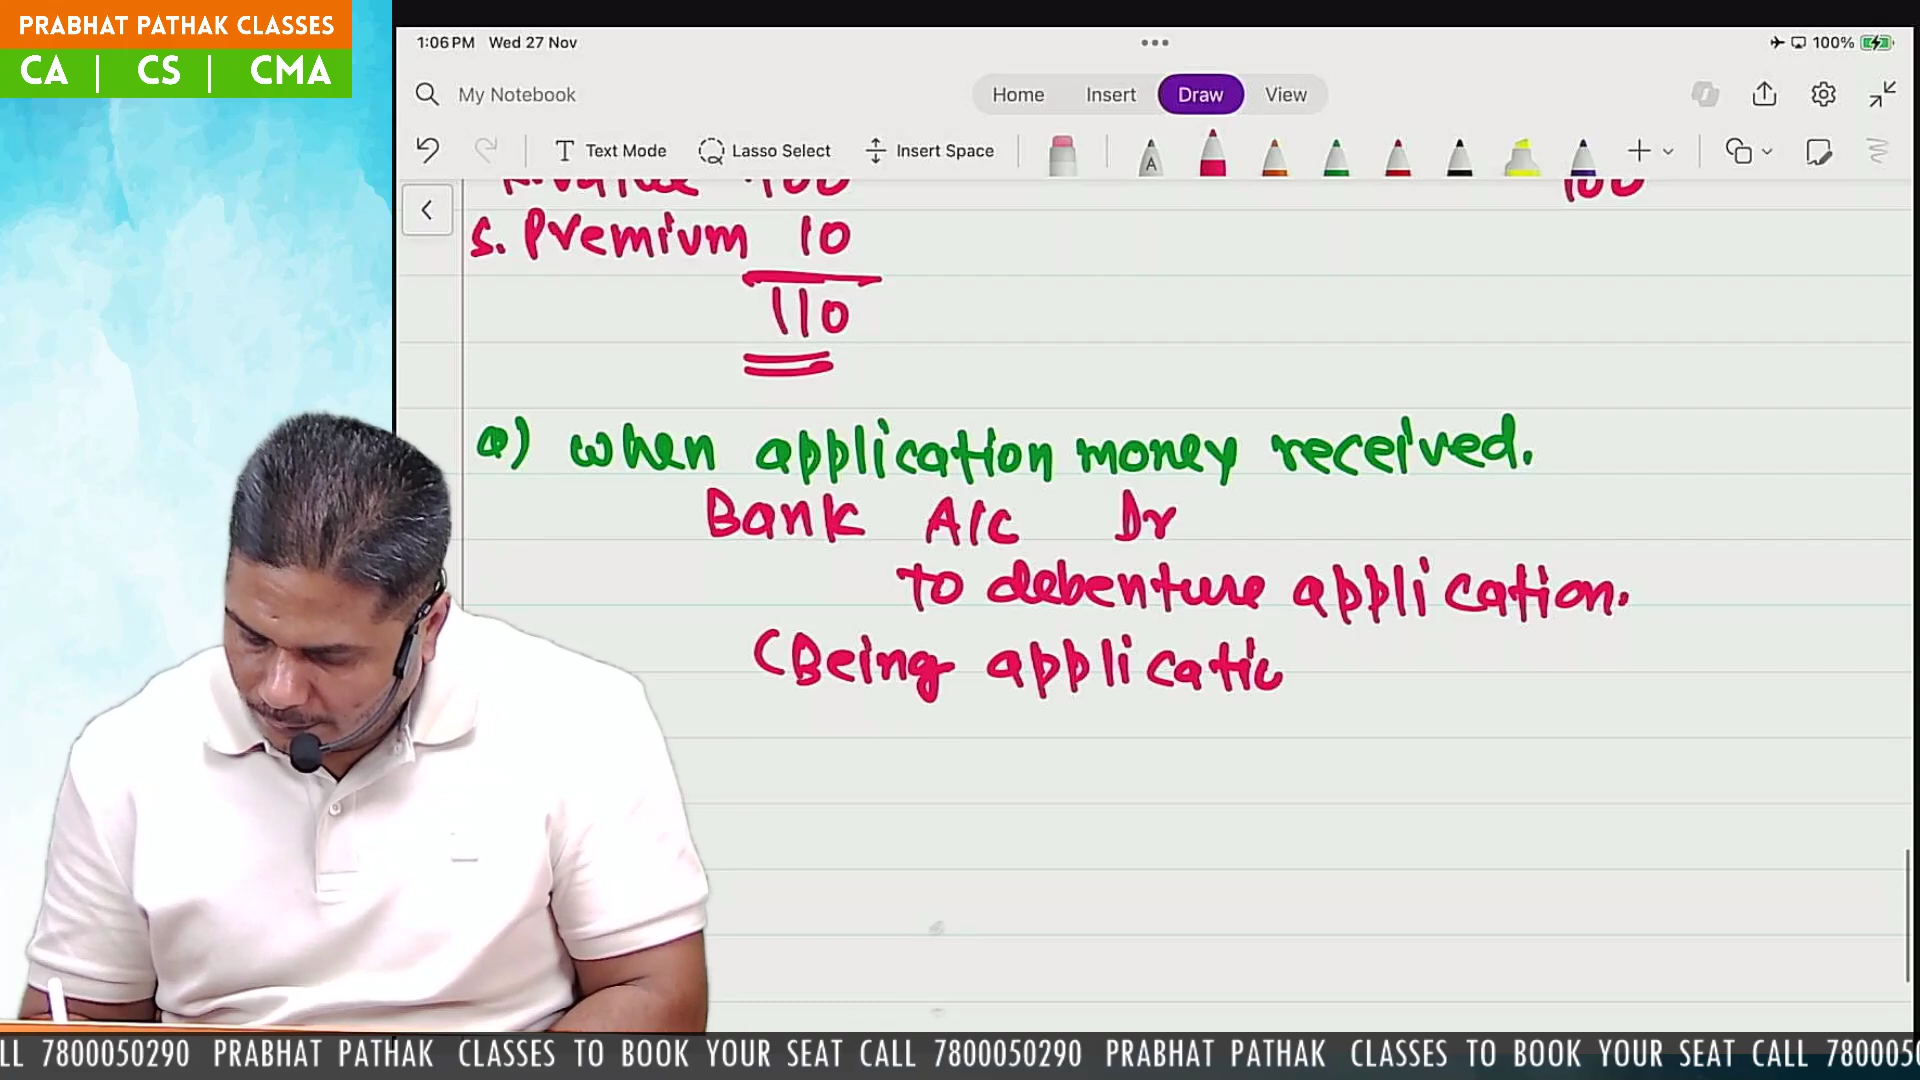 PRABHAT PATHAK CLASSES
CA | CS | CMA
1:06 PM Wed 27 Nov
100%
My Notebook
Home Insert Draw View
Text Mode Lasso Select Insert Space
A
100
100
S. Premium 10
110
a) when application money received.
Bank A/C Dr
to debenture application.
(Being applicatio
LL 7800050290 PRABHAT PATHAK CLASSES TO BOOK YOUR SEAT CALL 7800050290 PRABHAT PATHAK CLASSES TO BOOK YOUR SEAT CALL 780005